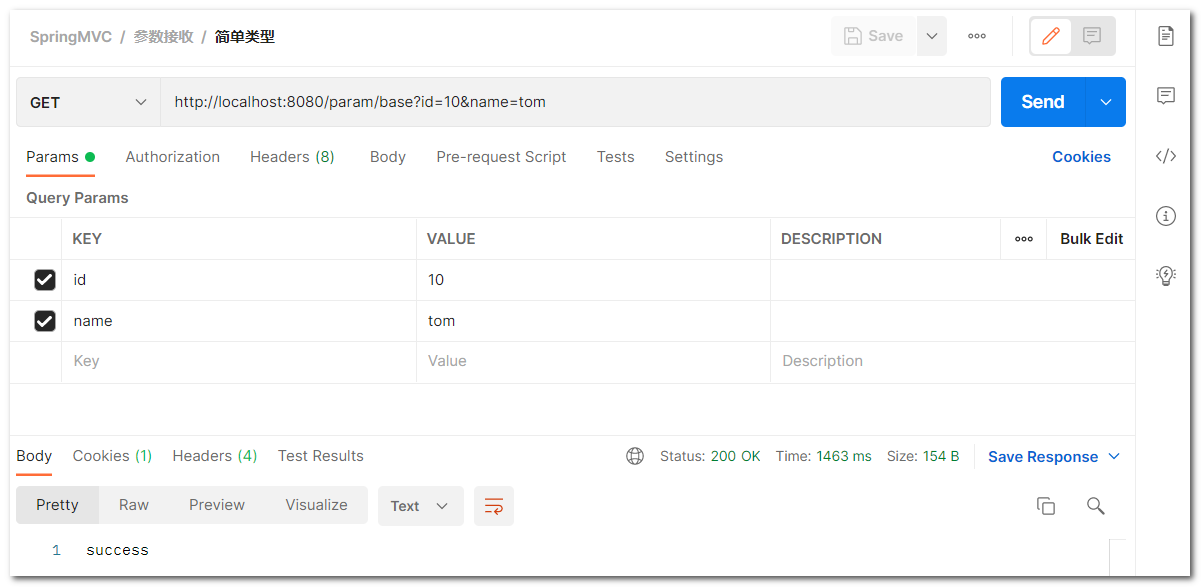 SpringMVC / 参数接收 / 简单类型
Save
GET
http://localhost:8080/param/base?id=10&name=tom
Send
Params
Authorization
Headers (8)
Body
Pre-request Script
Tests
Settings
Cookies
Query Params
KEY
VALUE
DESCRIPTION
Bulk Edit
id
10
name
tom
Key
Value
Description
Body
Cookies (1)
Headers (4)
Test Results
Status: 200 OK
Time: 1463 ms
Size: 154 B
Save Response
Pretty
Raw
Preview
Visualize
Text
1 success